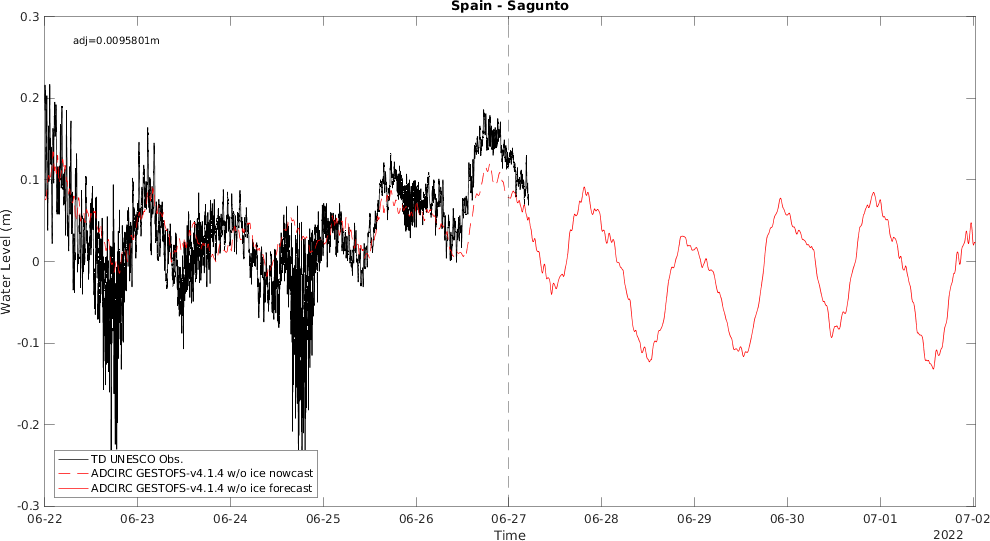 Spain - Sagunto
adj=0.0095801m
0.3
0.2
0.1
0
-0.1
-0.2
-0.3
Water Level (m)
TD UNESCO Obs.
ADCIRC GESTOFS-v4.1.4 w/o ice nowcast
ADCIRC GESTOFS-v4.1.4 w/o ice forecast
06-22 06-23 06-24 06-25 06-26 06-27 06-28 06-29 06-30 07-01 07-02
Time
2022